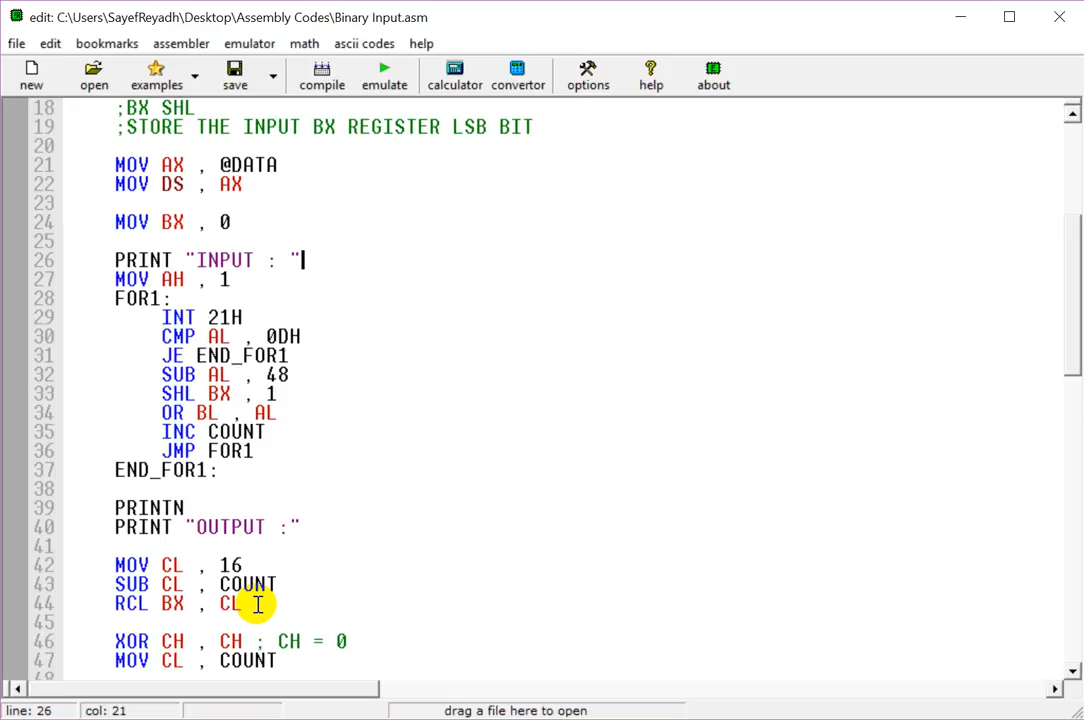 edit: C:\Users\SayefReyadh\Desktop\Assembly Codes\Binary Input.asm
file edit bookmarks assembler emulator math ascii codes help
new open examples save compile emulate calculator convertor options help about
18 ;BX SHL
19 ;STORE THE INPUT BX REGISTER LSB BIT
20
21 MOV AX , @DATA
22 MOV DS , AX
23
24 MOV BX , 0
25
26 PRINT "INPUT : "
27 MOV AH , 1
28 FOR1:
29 INT 21H
30 CMP AL , 0DH
31 JE END_FOR1
32 SUB AL , 48
33 SHL BX , 1
34 OR BL , AL
35 INC COUNT
36 JMP FOR1
37 END_FOR1:
38
39 PRINTN
40 PRINT "OUTPUT :"
41
42 MOV CL , 16
43 SUB CL , COUNT
44 RCL BX , CL
45
46 XOR CH , CH ; CH = 0
47 MOV CL , COUNT
48
line: 26 col: 21 drag a file here to open